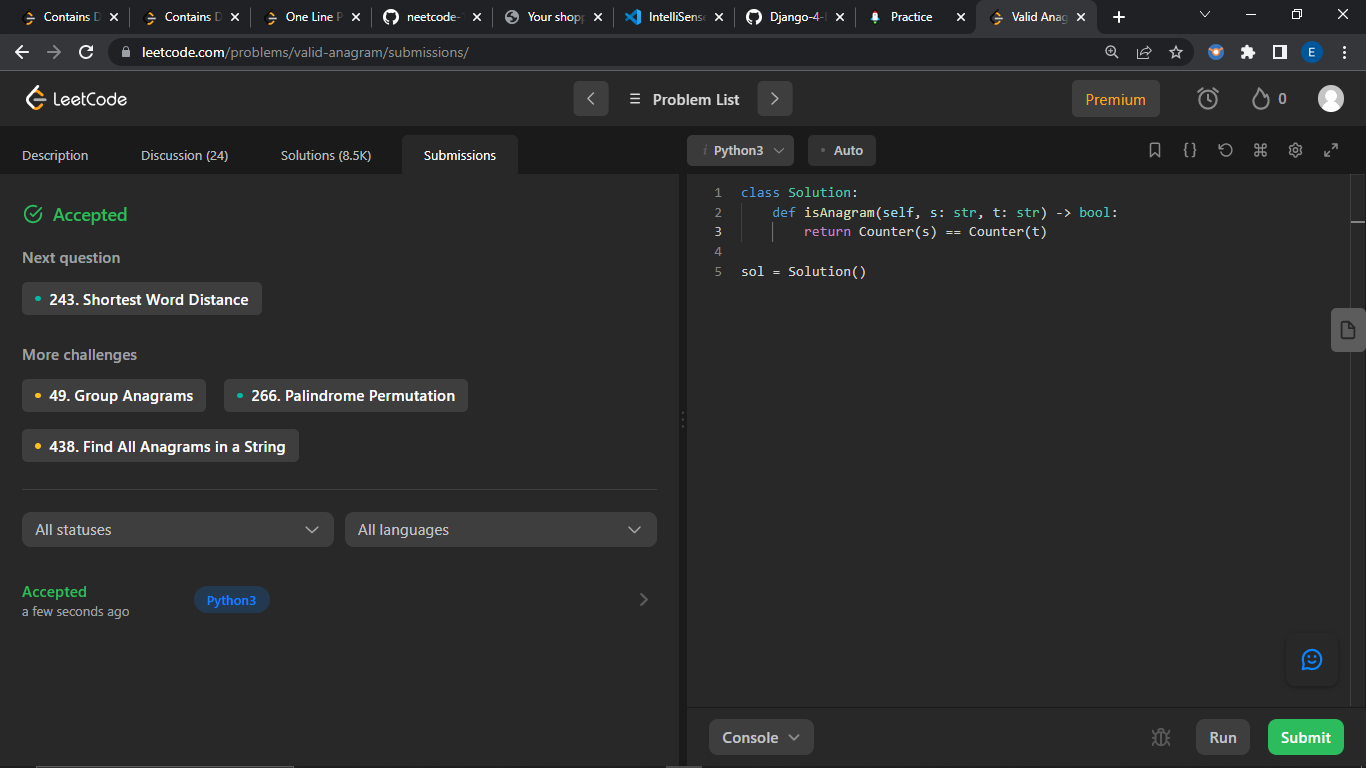 Contains D
Contains D
One Line P
neetcode-
Your shop
IntelliSense
Django-4-
Practice
Valid Anag
leetcode.com/problems/valid-anagram/submissions/
E
LeetCode
Problem List
Premium
0
Description
Discussion (24)
Solutions (8.5K)
Submissions
i Python3
Auto
Accepted
Next question
243. Shortest Word Distance
More challenges
49. Group Anagrams
266. Palindrome Permutation
438. Find All Anagrams in a String
All statuses
All languages
Accepted
a few seconds ago
Python3
1 class Solution:
2 def isAnagram(self, s: str, t: str) -> bool:
3 return Counter(s) == Counter(t)
4
5 sol = Solution()
Console
Run
Submit